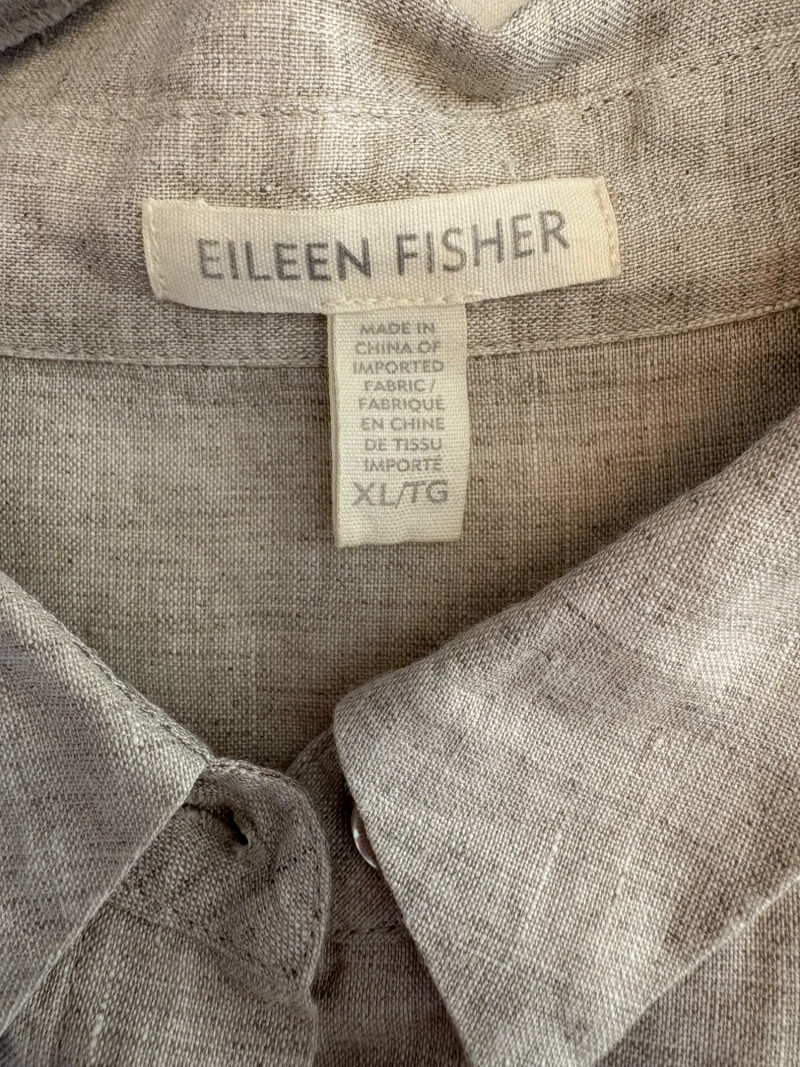 EILEEN FISHER
MADE IN
CHINA OF
IMPORTED
FABRIC /
FABRIQUÉ
EN CHINE
DE TISSU
IMPORTÉ
XL/TG